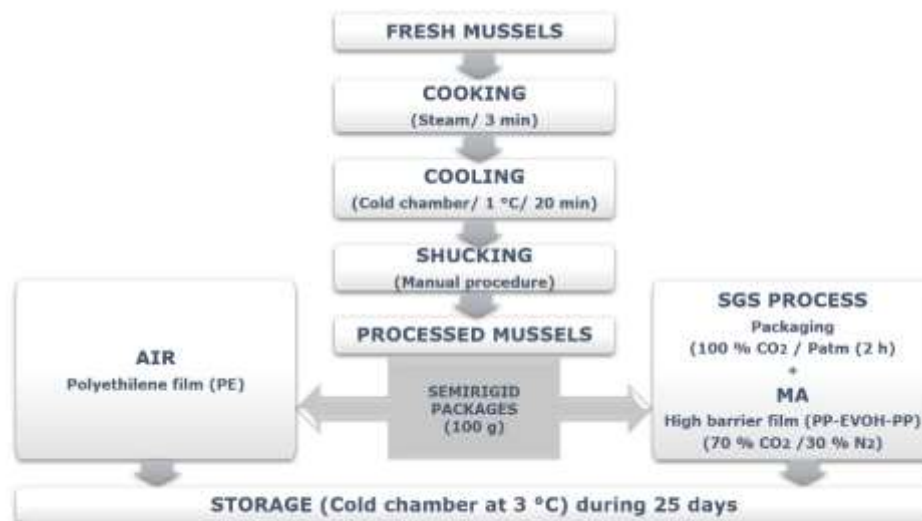 FRESH MUSSELS
COOKING
(Steam/ 3 min)
COOLING
(Cold chamber/ 1 °C/ 20 min)
SHUCKING
(Manual procedure)
PROCESSED MUSSELS
AIR
Polyethilene film (PE)
SEMIRIGID
PACKAGES
(100 g)
SGS PROCESS
Packaging
(100 % CO2 / Patm (2 h)
+
MA
High barrier film (PP-EVOH-PP)
(70 % CO2 /30 % N2)
STORAGE (Cold chamber at 3 °C) during 25 days